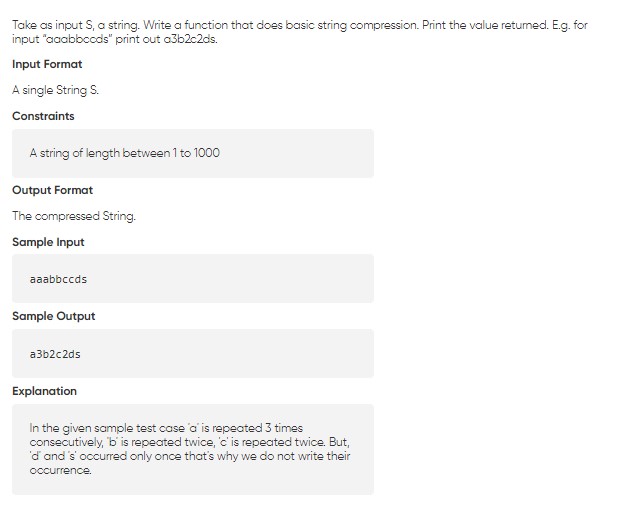 Take as input S, a string. Write a function that does basic string compression. Print the value returned. E.g. for
input "aaabbccds" print out a3b2c2ds.
Input Format
A single String S.
Constraints
A string of length between 1 to 1000
Output Format
The compressed String.
Sample Input
aaabbccds
Sample Output
a3b2c2ds
Explanation
In the given sample test case 'a' is repeated 3 times
consecutively, 'b' is repeated twice, 'c' is repeated twice. But,
'd' and 's' occurred only once that's why we do not write their
occurrence.